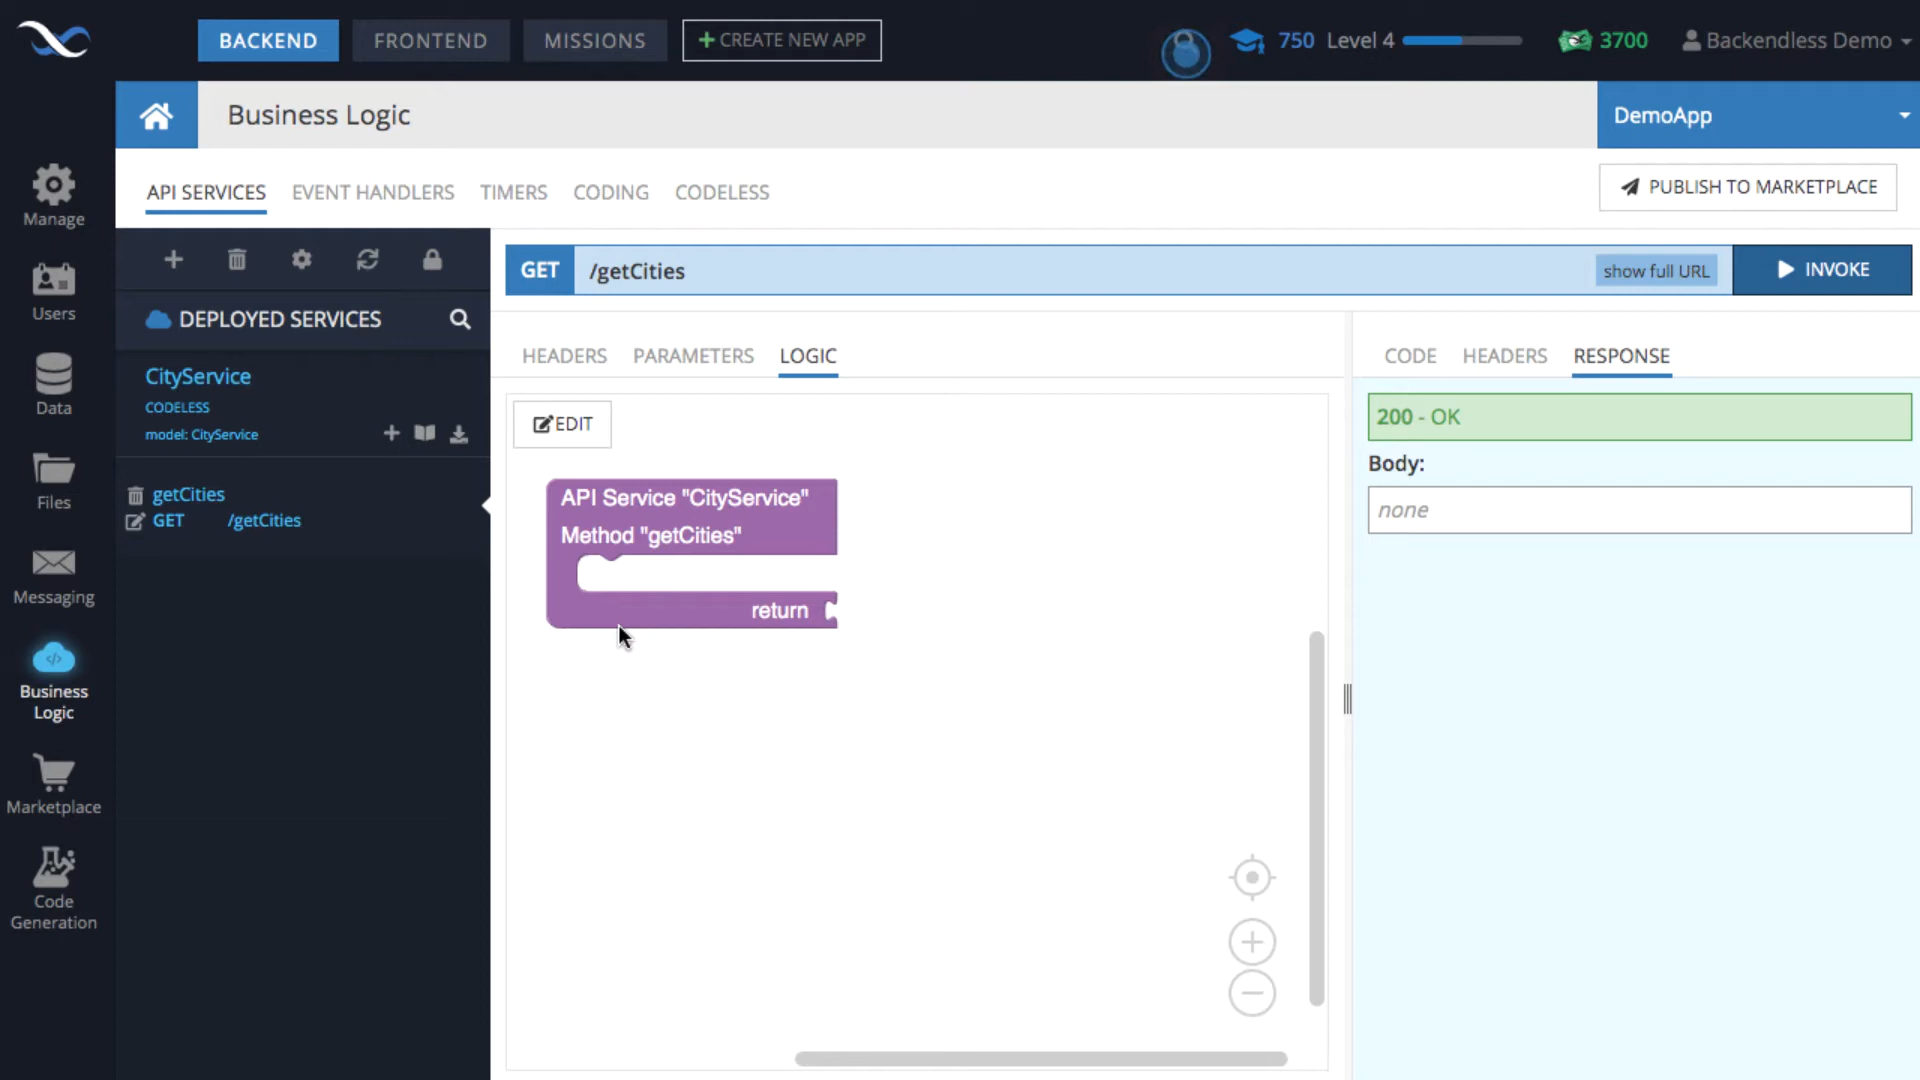 BACKEND
FRONTEND
MISSIONS
CREATE NEW APP
750 Level 4
3700
Backendless Demo
Business Logic
DemoApp
API SERVICES
EVENT HANDLERS
TIMERS
CODING
CODELESS
PUBLISH TO MARKETPLACE
Manage
Users
Data
Files
Messaging
Business
Logic
Marketplace
Code
Generation
DEPLOYED SERVICES
CityService
CODELESS
model: CityService
getCities
GET /getCities
GET /getCities
show full URL
INVOKE
HEADERS
PARAMETERS
LOGIC
EDIT
API Service "CityService"
Method "getCities"
return
CODE
HEADERS
RESPONSE
200 - OK
Body:
none